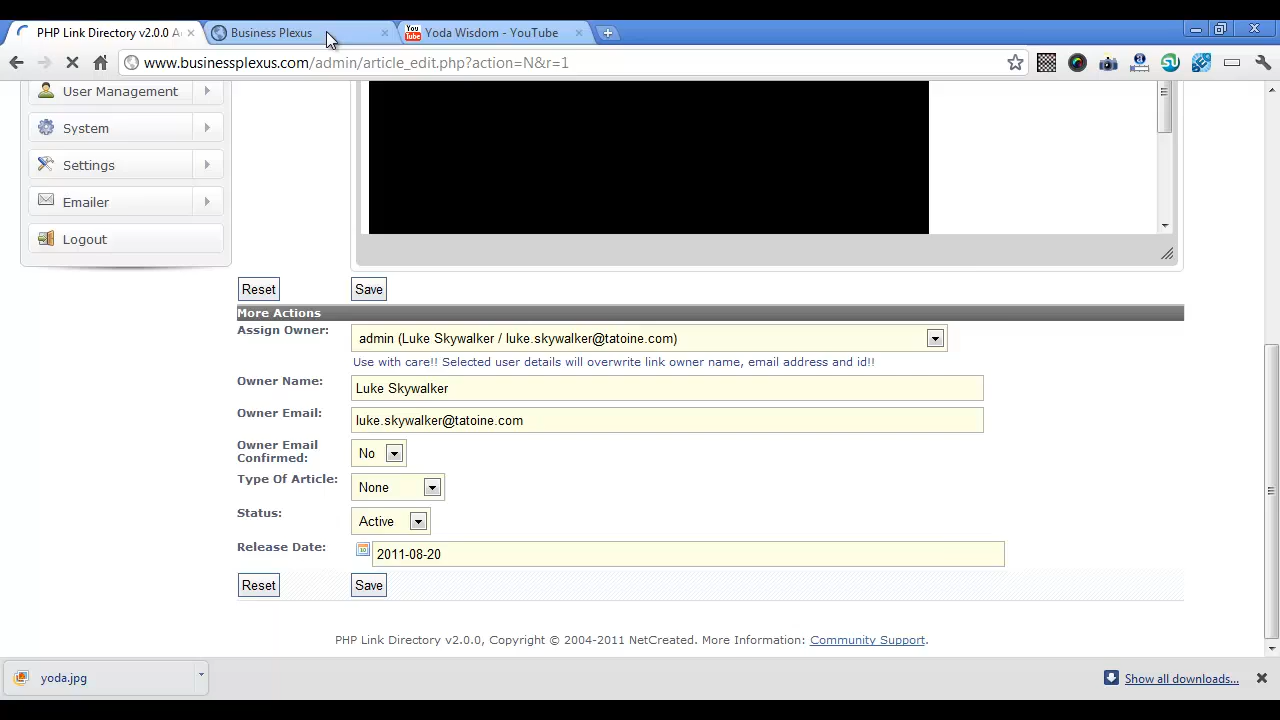 PHP Link Directory v2.0.0 A
Business Plexus
You Tube
Yoda Wisdom - YouTube
www.businessplexus.com/admin/article_edit.php?action=N&r=1
User Management
System
Settings
Emailer
Logout
Reset
Save
More Actions
Assign Owner:
admin (Luke Skywalker / luke.skywalker@tatoine.com)
Use with care!! Selected user details will overwrite link owner name, email address and id!!
Owner Name:
Luke Skywalker
Owner Email:
luke.skywalker@tatoine.com
Owner Email
Confirmed:
No
Type Of Article:
None
Status:
Active
Release Date:
2011-08-20
Reset
Save
PHP Link Directory v2.0.0, Copyright © 2004-2011 NetCreated. More Information: Community Support.
yoda.jpg
Show all downloads...